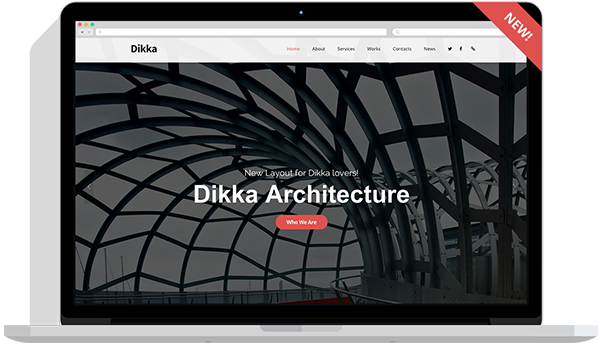 NEW!
Dikka
Home About Services Works Contacts News
New Layout for Dikka lovers!
Dikka Architecture
Who We Are